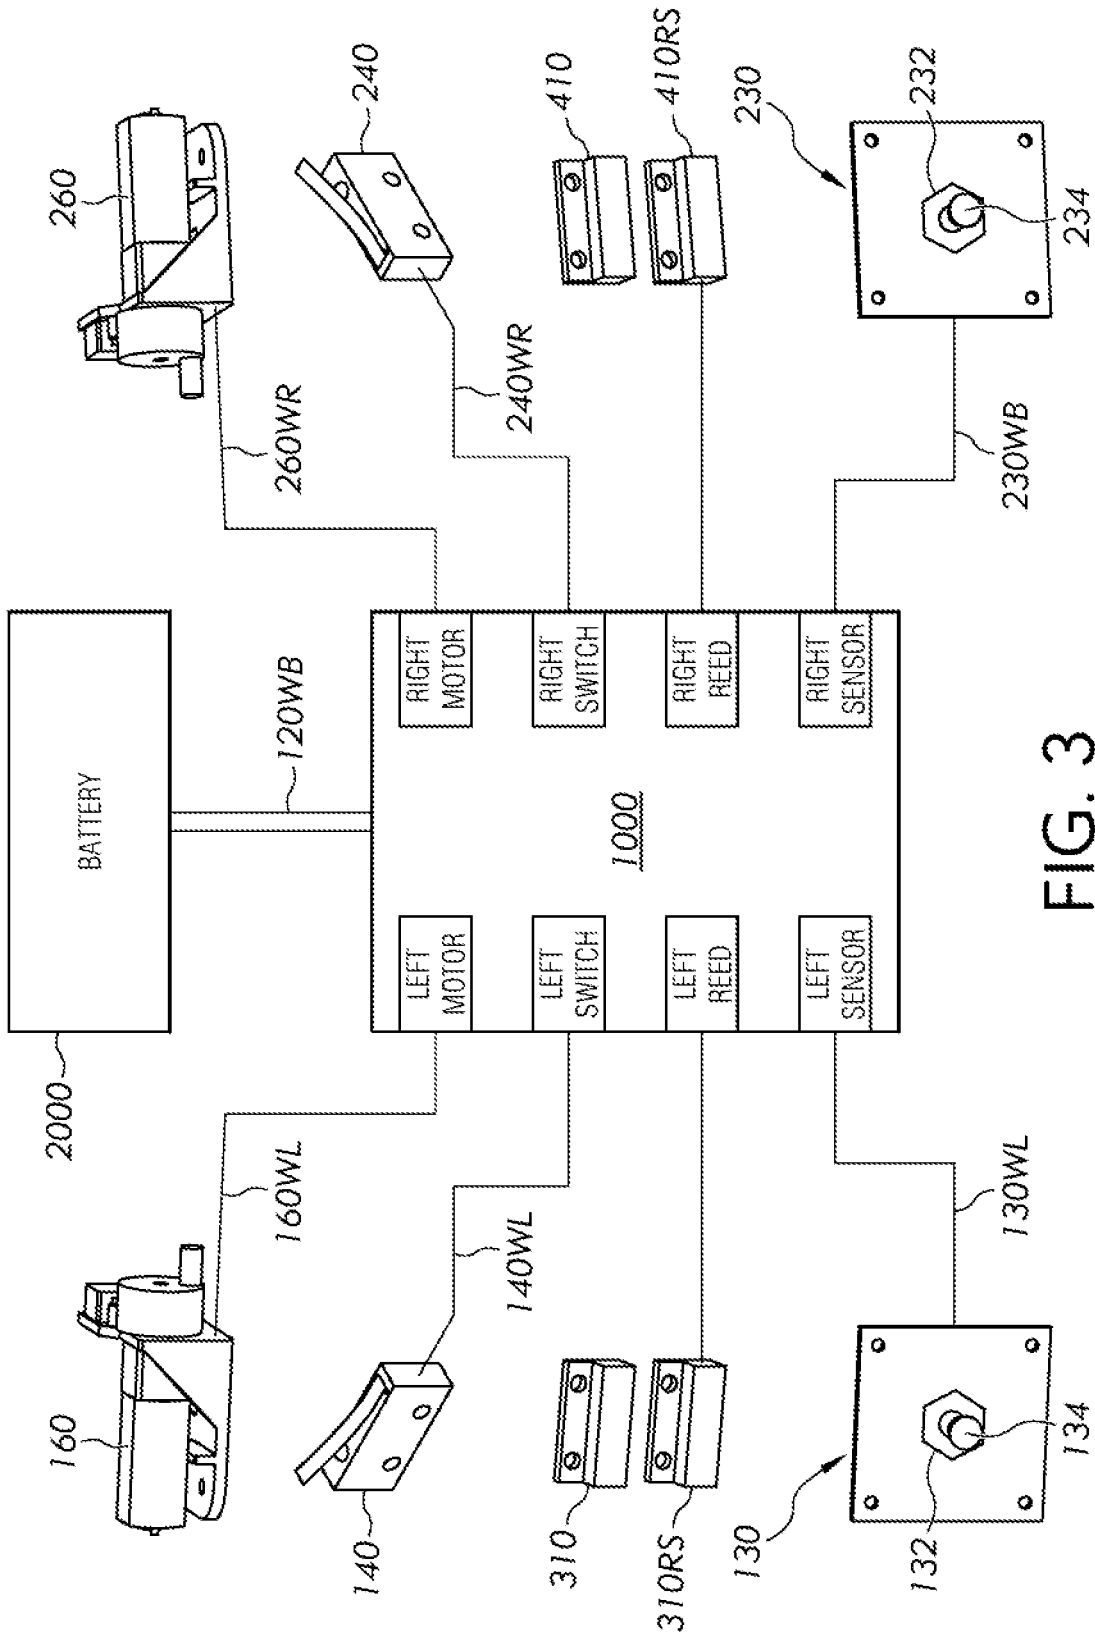 2000
BATTERY
120WB
160
160WL
260
260WR
LEFT
MOTOR
RIGHT
MOTOR
140
140WL
240
240WR
LEFT
SWITCH
RIGHT
SWITCH
1000
310
410
310RS
410RS
LEFT
REED
RIGHT
REED
130
132
134
130WL
230
232
234
230WB
LEFT
SENSOR
RIGHT
SENSOR
FIG. 3